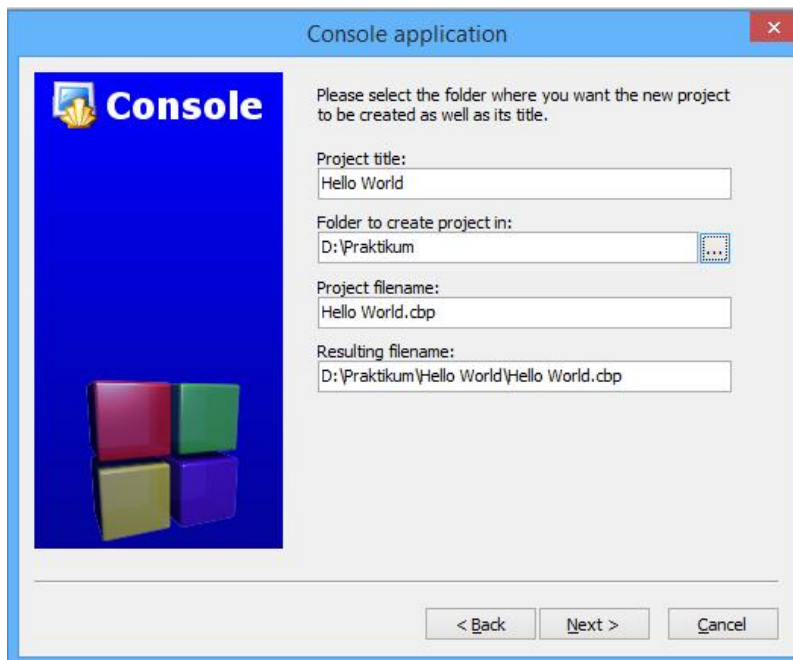 Console application
Console
Please select the folder where you want the new project
to be created as well as its title.
Project title:
Hello World
Folder to create project in:
D:\Praktikum
...
Project filename:
Hello World.cbp
Resulting filename:
D:\Praktikum\Hello World\Hello World.cbp
< Back
Next >
Cancel